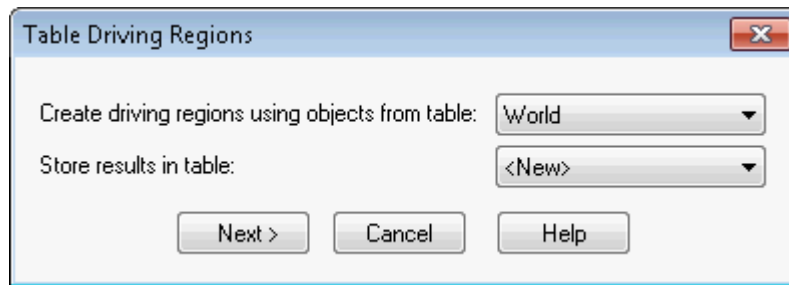 Table Driving Regions
Create driving regions using objects from table: World
Store results in table: <New>
Next > Cancel Help